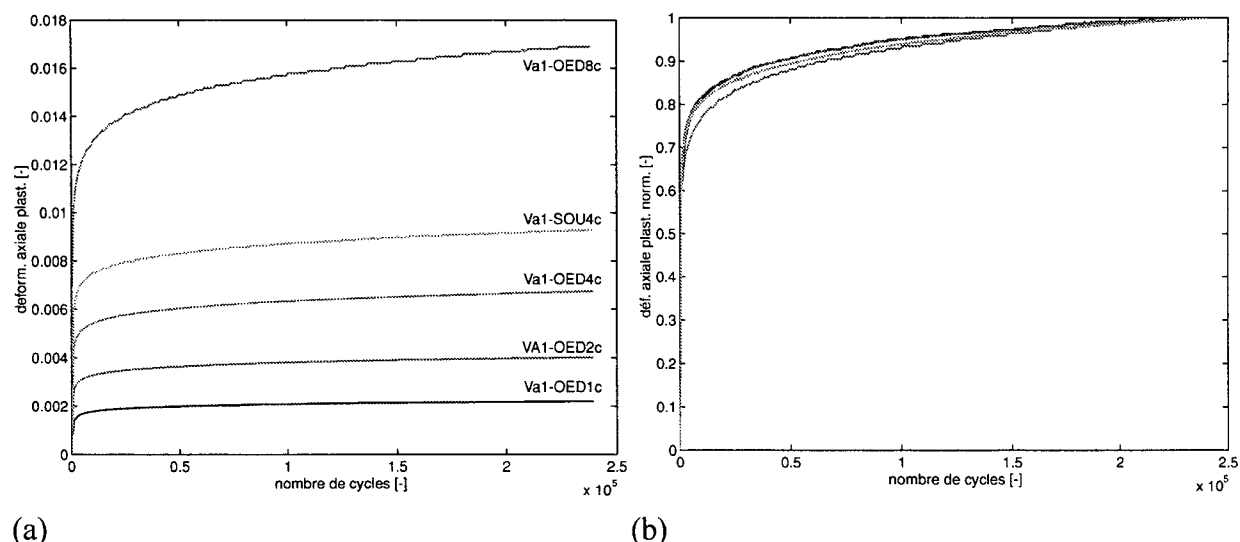 0.018
0.016
0.014
0.012
0.01
0.008
0.006
0.004
0.002
0
deform. axiale plast. [-]
Va1-OED8c
Va1-SOU4c
Va1-OED4c
VA1-OED2c
Va1-OED1c
0 0.5 1 1.5 2 2.5
nombre de cycles [-]
x 10^5
(a)
1
0.9
0.8
0.7
0.6
0.5
0.4
0.3
0.2
0.1
0
déf. axiale plast. norm. [-]
0 0.5 1 1.5 2 2.5
nombre de cycles [-]
x 10^5
(b)